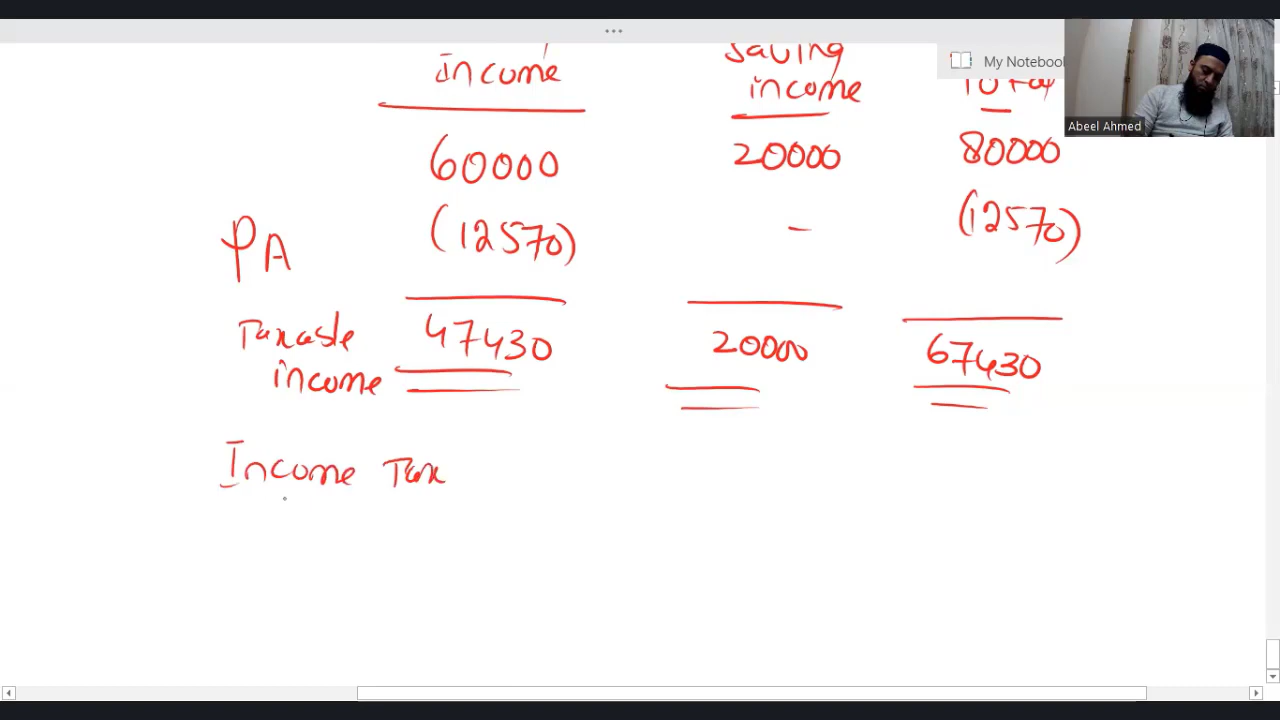 My Notebook
income
Saving
income
Total
60000 20000 80000
PA (12570) - (12570)
Taxable
income 47430 20000 67430
Income Tax
Abeel Ahmed